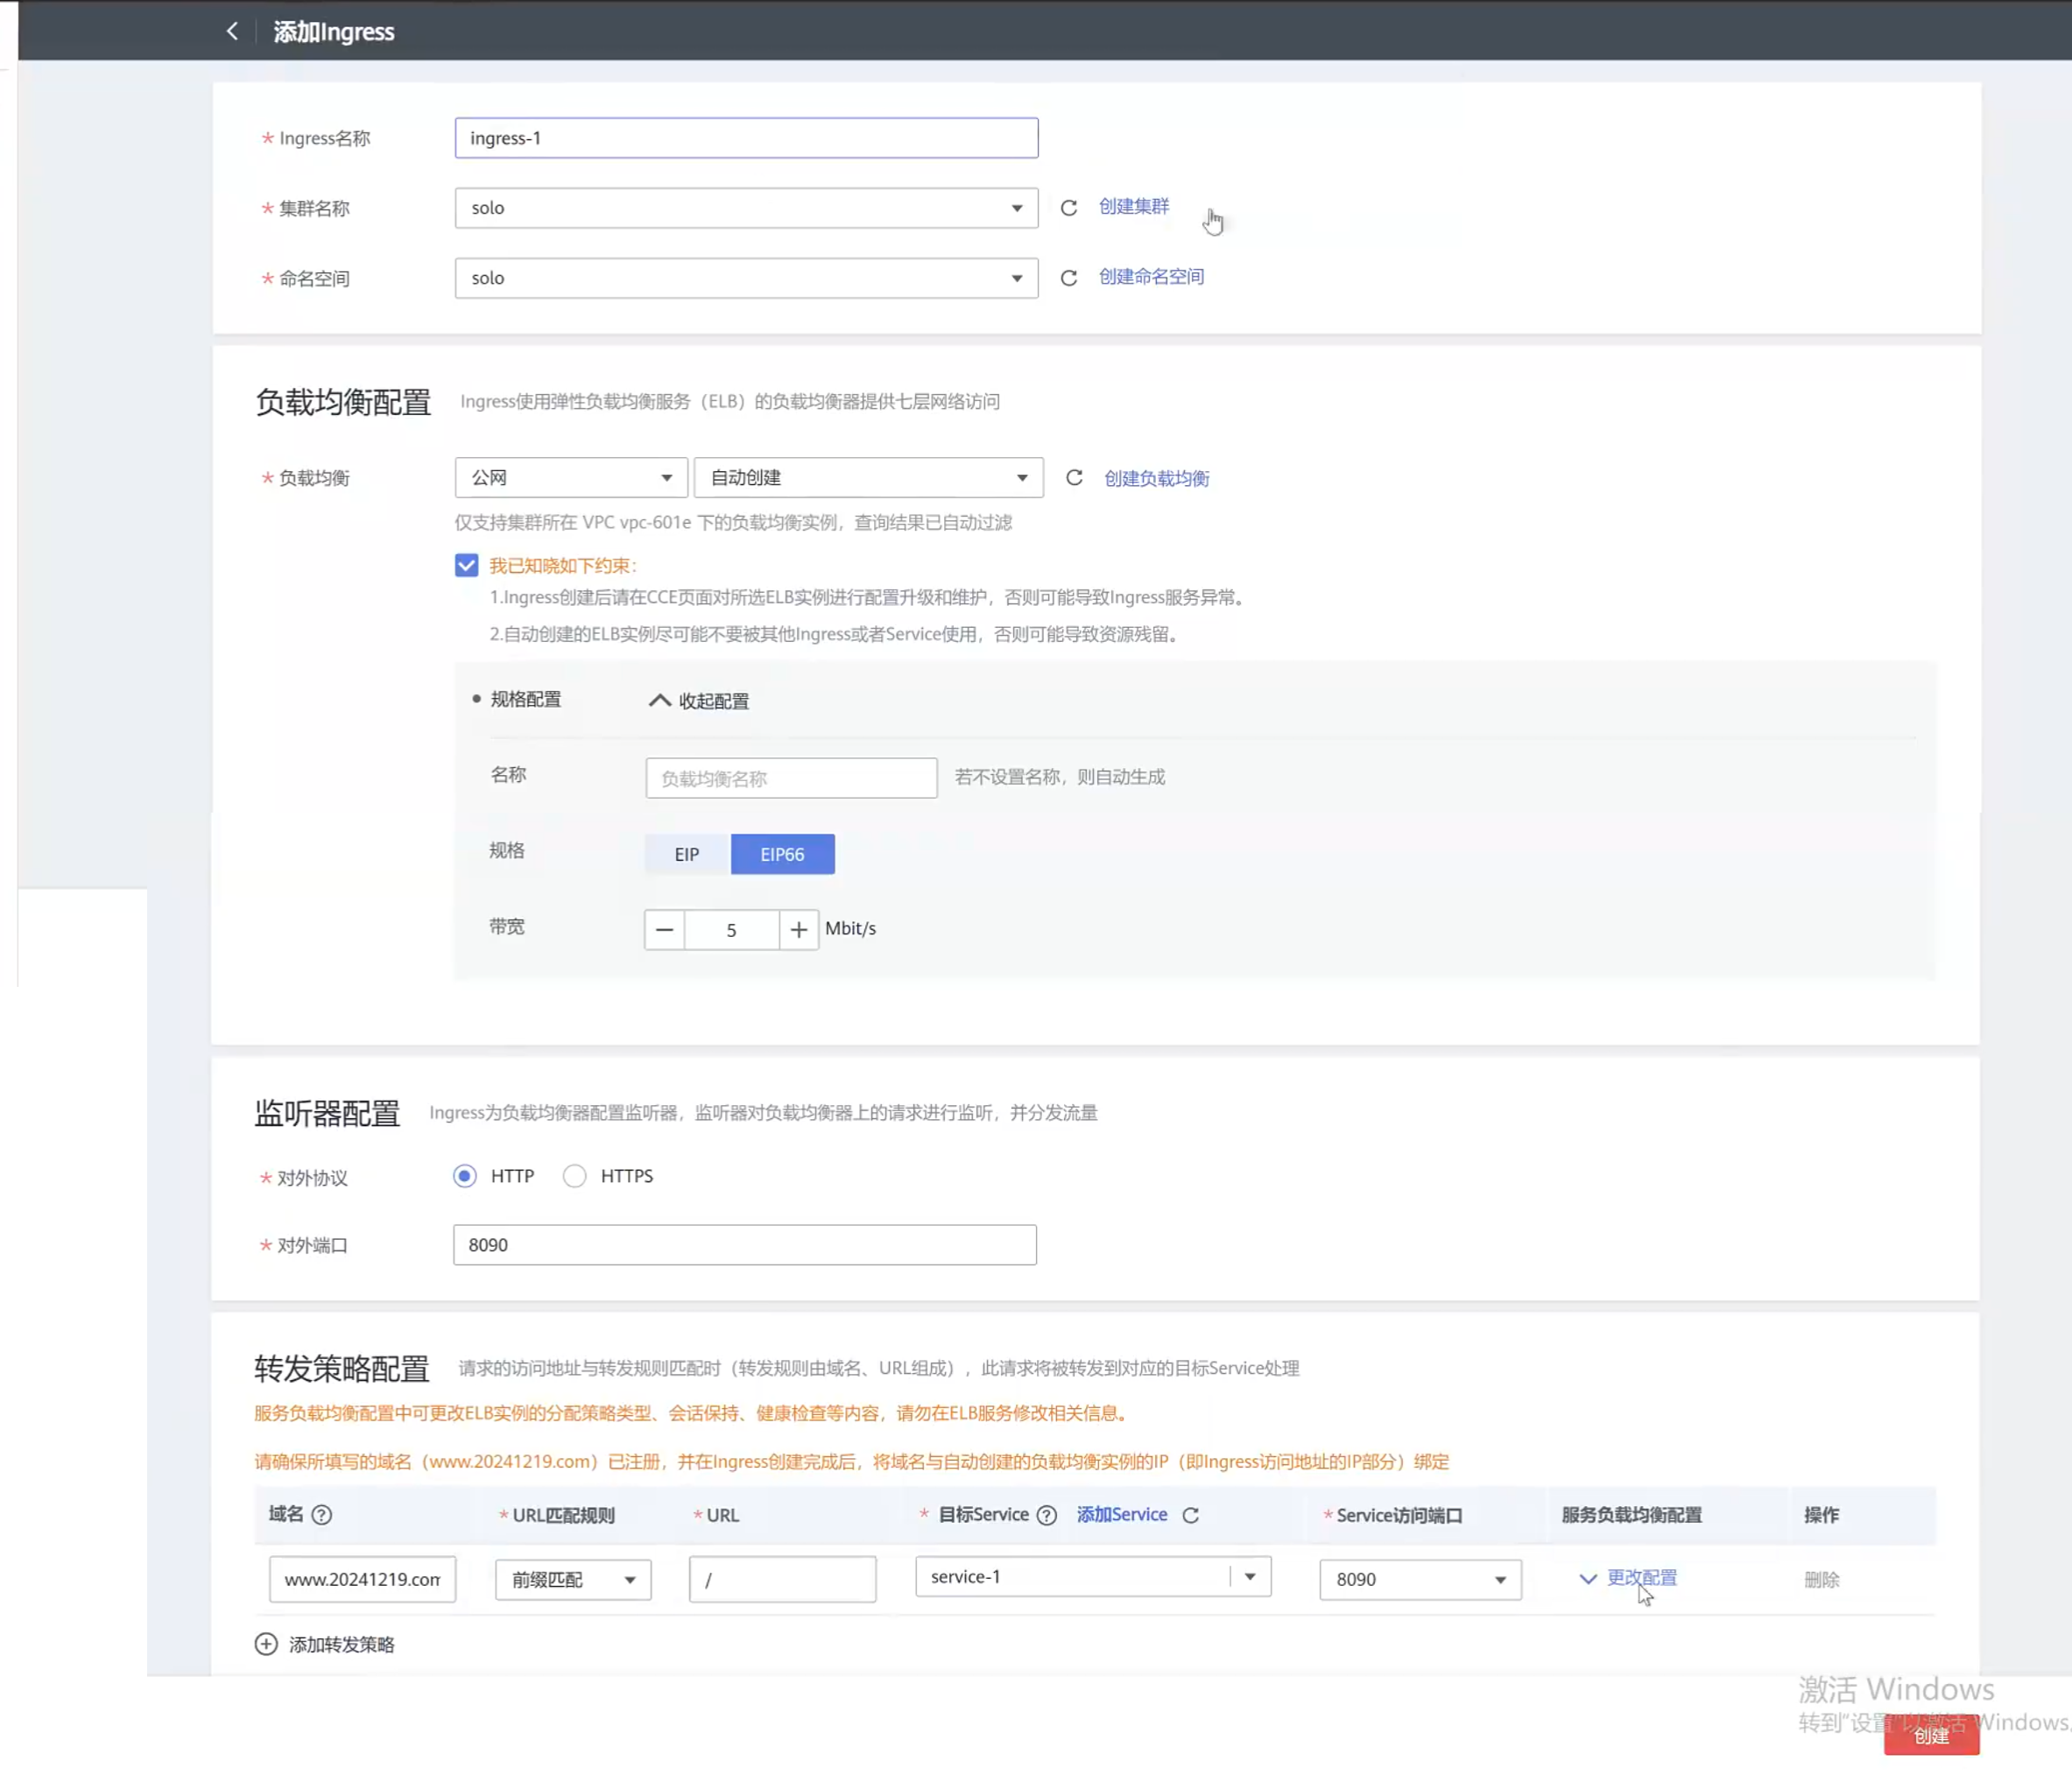 添加Ingress
* Ingress名称 ingress-1
* 集群名称 solo 创建集群
* 命名空间 solo 创建命名空间
负载均衡配置 Ingress使用弹性负载均衡服务（ELB）的负载均衡器提供七层网络访问
* 负载均衡 公网 自动创建 创建负载均衡
仅支持集群所在 VPC vpc-601e 下的负载均衡实例，查询结果已自动过滤
我已知晓如下约束：
1.Ingress创建后请在CCE页面对所选ELB实例进行配置升级和维护，否则可能导致Ingress服务异常。
2.自动创建的ELB实例尽可能不要被其他Ingress或者Service使用，否则可能导致资源残留。
• 规格配置 收起配置
名称 负载均衡名称 若不设置名称，则自动生成
规格 EIP EIP66
带宽 — 5 + Mbit/s
监听器配置 Ingress为负载均衡器配置监听器，监听器对负载均衡器上的请求进行监听，并分发流量
* 对外协议 HTTP HTTPS
* 对外端口 8090
转发策略配置 请求的访问地址与转发规则匹配时（转发规则由域名、URL组成），此请求将被转发到对应的目标Service处理
服务负载均衡配置中可更改ELB实例的分配策略类型、会话保持、健康检查等内容，请勿在ELB服务修改相关信息。
请确保所填写的域名（www.20241219.com）已注册，并在Ingress创建完成后，将域名与自动创建的负载均衡实例的IP（即Ingress访问地址的IP部分）绑定
域名 ? * URL匹配规则 * URL * 目标Service ? 添加Service * Service访问端口 服务负载均衡配置 操作
www.20241219.com 前缀匹配 / service-1 8090 更改配置 删除
添加转发策略
激活 Windows
转到"设置"以激活 Windows。
创建